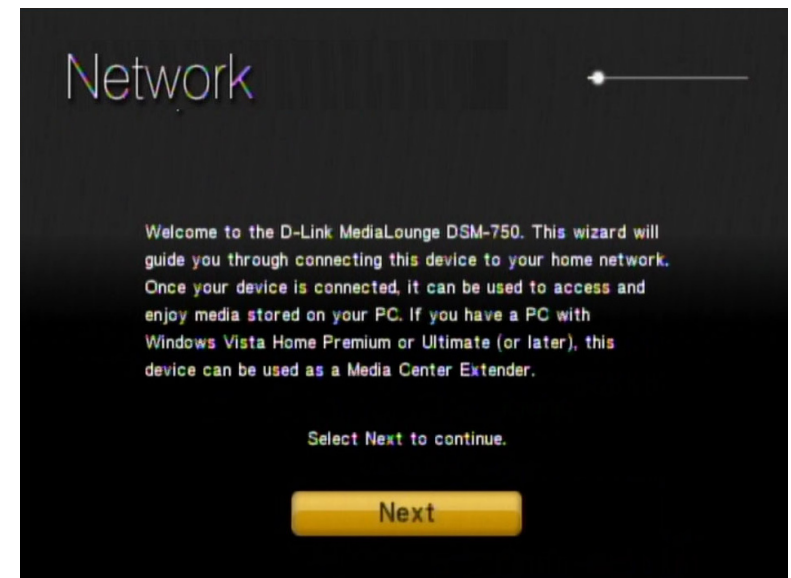 Network
Welcome to the D-Link MediaLounge DSM-750. This wizard will
guide you through connecting this device to your home network.
Once your device is connected, it can be used to access and
enjoy media stored on your PC. If you have a PC with
Windows Vista Home Premium or Ultimate (or later), this
device can be used as a Media Center Extender.
Select Next to continue.
Next